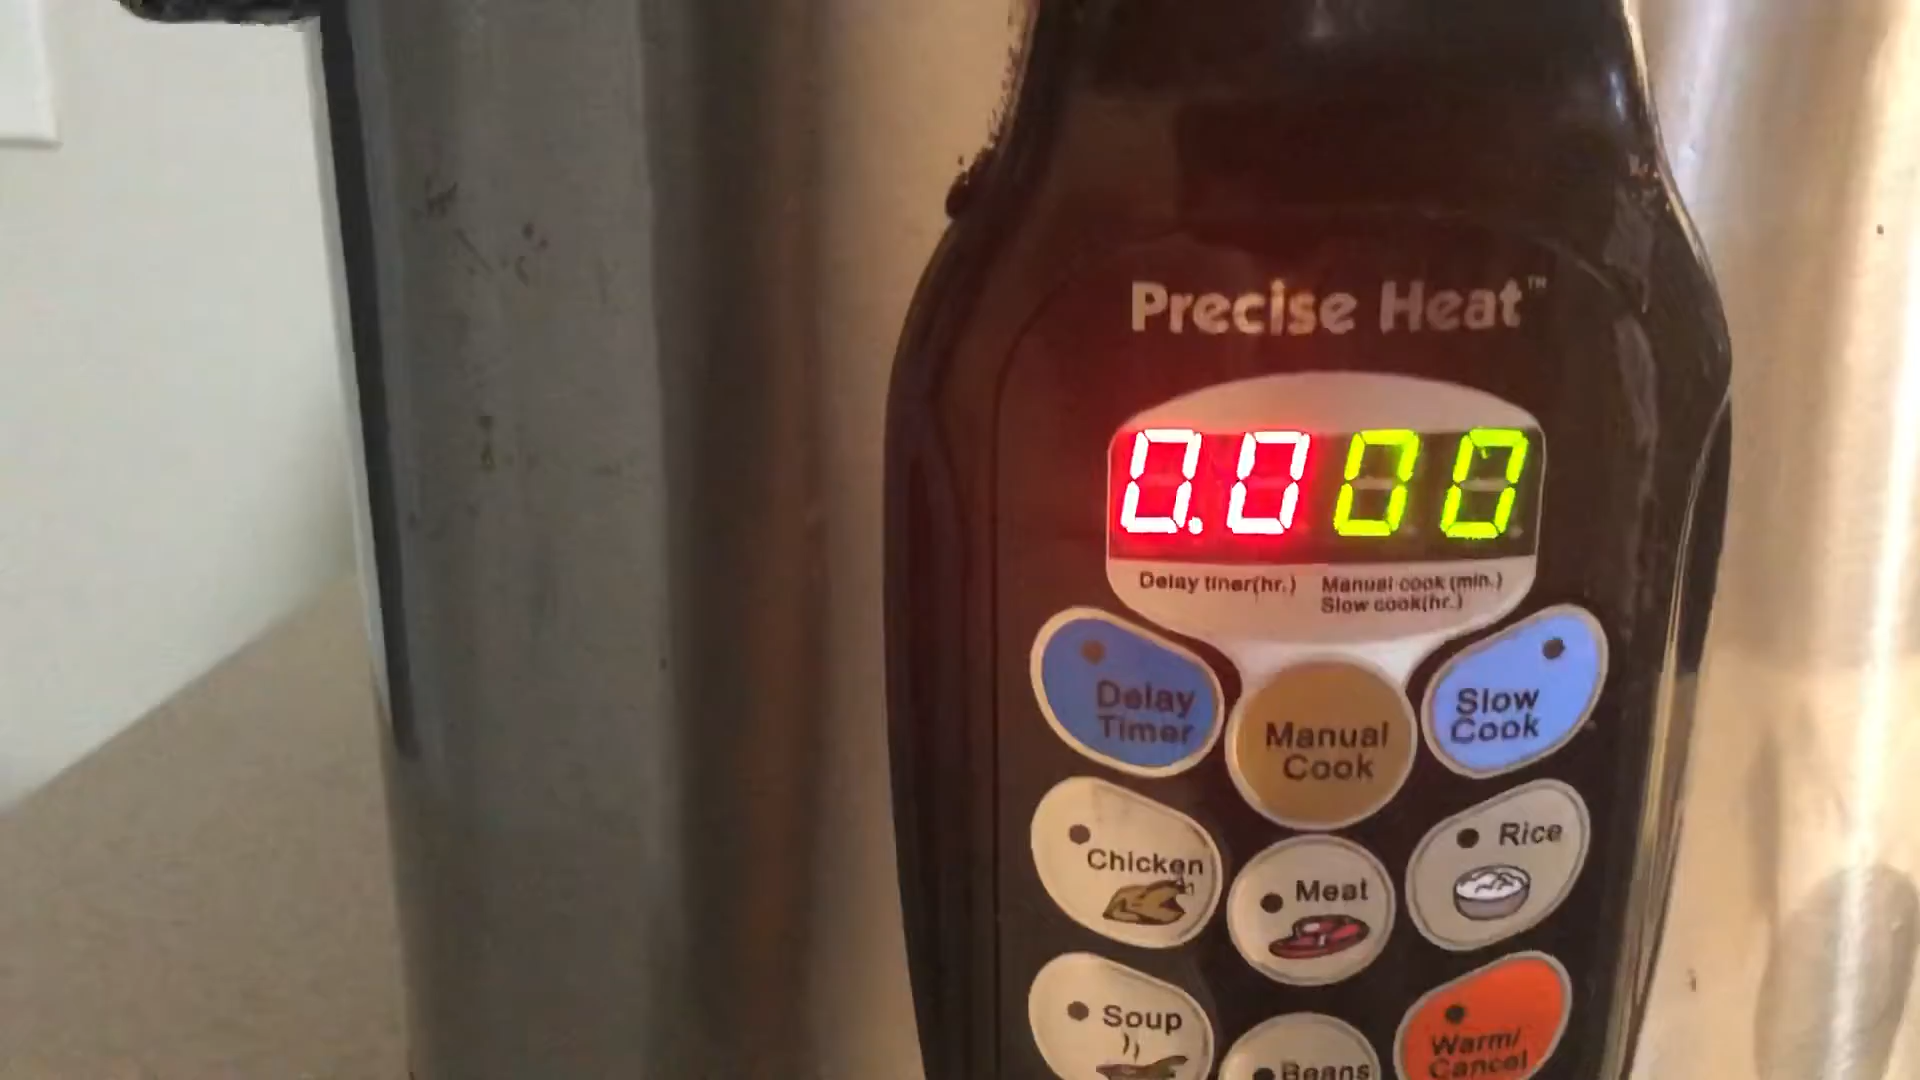 Precise Heat™
0.0 00
Delay timer(hr.) Manual cook (min.)
Slow cook(hr.)
Delay
Timer
Manual
Cook
Slow
Cook
Chicken
Meat
Rice
Soup
Beans
Warm/
Cancel